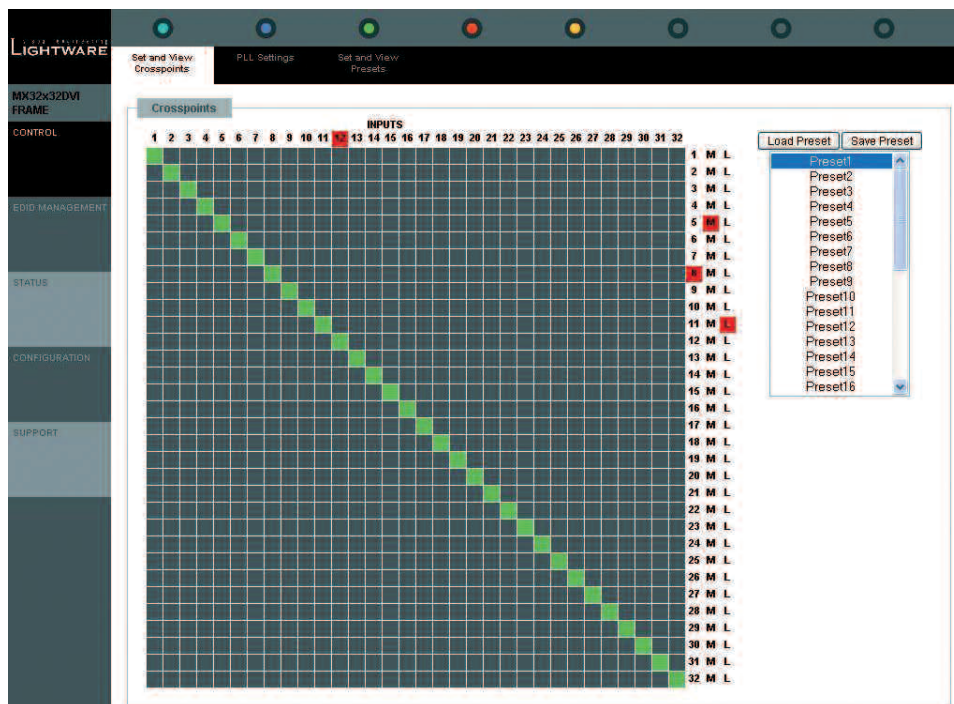 LIGHTWARE
Set and View Crosspoints
PLL Settings
Set and View Presets
MX32x32DVI FRAME
CONTROL
EDID MANAGEMENT
STATUS
CONFIGURATION
SUPPORT
Crosspoints
INPUTS
1 2 3 4 5 6 7 8 9 10 11 12 13 14 15 16 17 18 19 20 21 22 23 24 25 26 27 28 29 30 31 32
1 M L
2 M L
3 M L
4 M L
5 M L
6 M L
7 M L
8 M L
9 M L
10 M L
11 M L
12 M L
13 M L
14 M L
15 M L
16 M L
17 M L
18 M L
19 M L
20 M L
21 M L
22 M L
23 M L
24 M L
25 M L
26 M L
27 M L
28 M L
29 M L
30 M L
31 M L
32 M L
Load Preset Save Preset
Preset1
Preset2
Preset3
Preset4
Preset5
Preset6
Preset7
Preset8
Preset9
Preset10
Preset11
Preset12
Preset13
Preset14
Preset15
Preset16